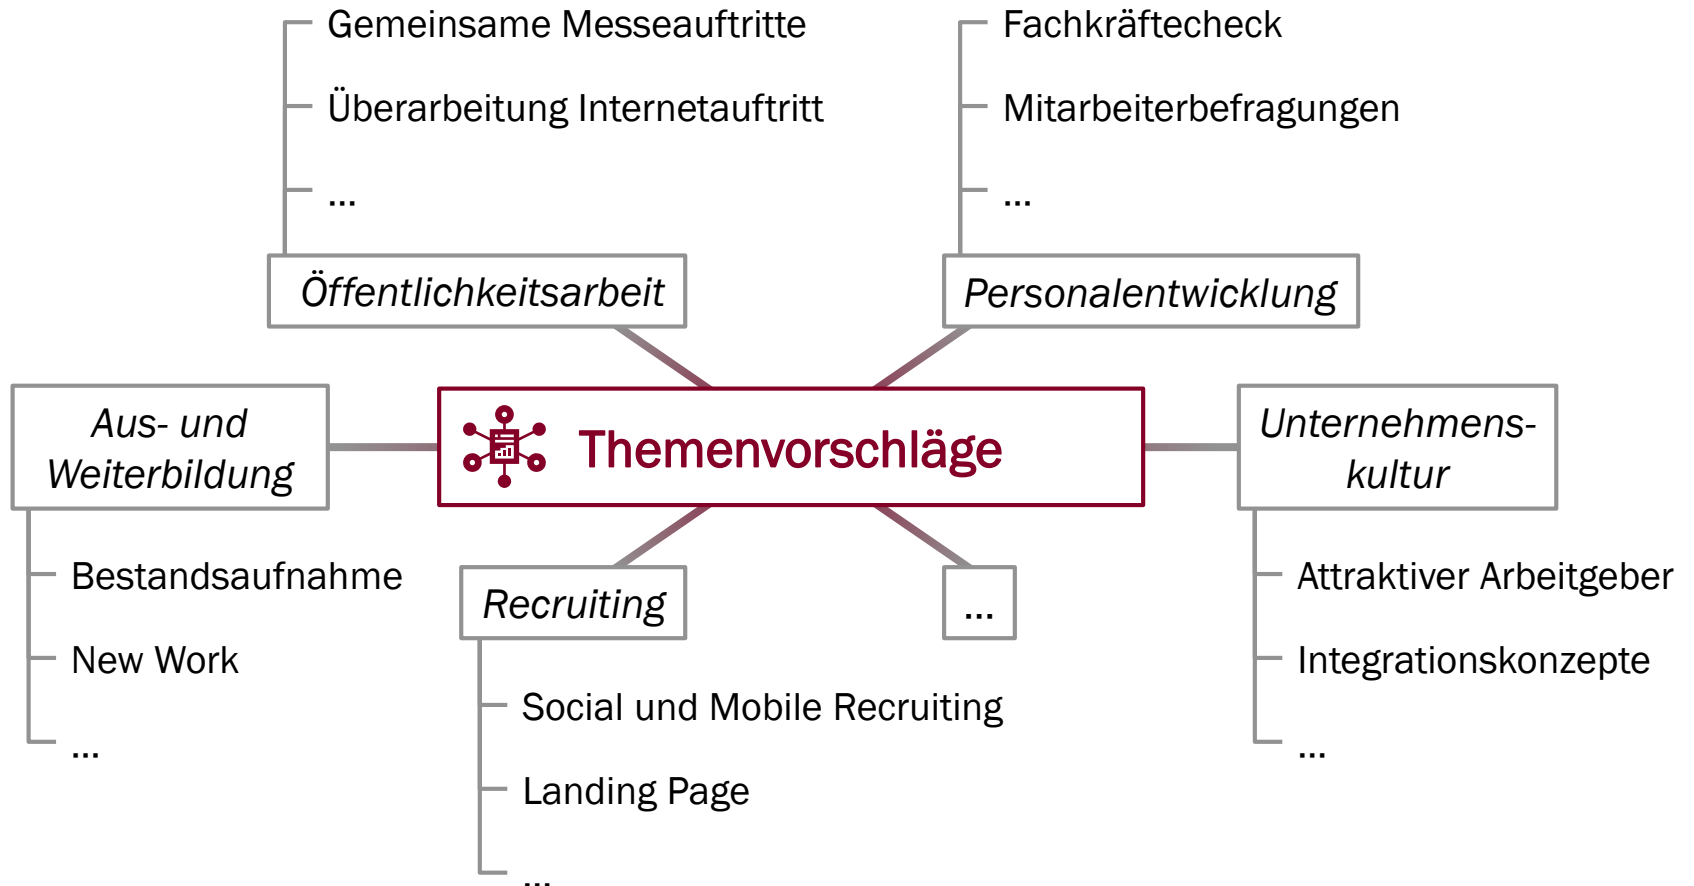 Gemeinsame Messeauftritte
Überarbeitung Internetauftritt
...
Öffentlichkeitsarbeit
Fachkräftecheck
Mitarbeiterbefragungen
...
Personalentwicklung
Themenvorschläge
Aus- und
Weiterbildung
Bestandsaufnahme
New Work
...
Recruiting
Social und Mobile Recruiting
Landing Page
...
...
Unternehmens-
kultur
Attraktiver Arbeitgeber
Integrationskonzepte
...